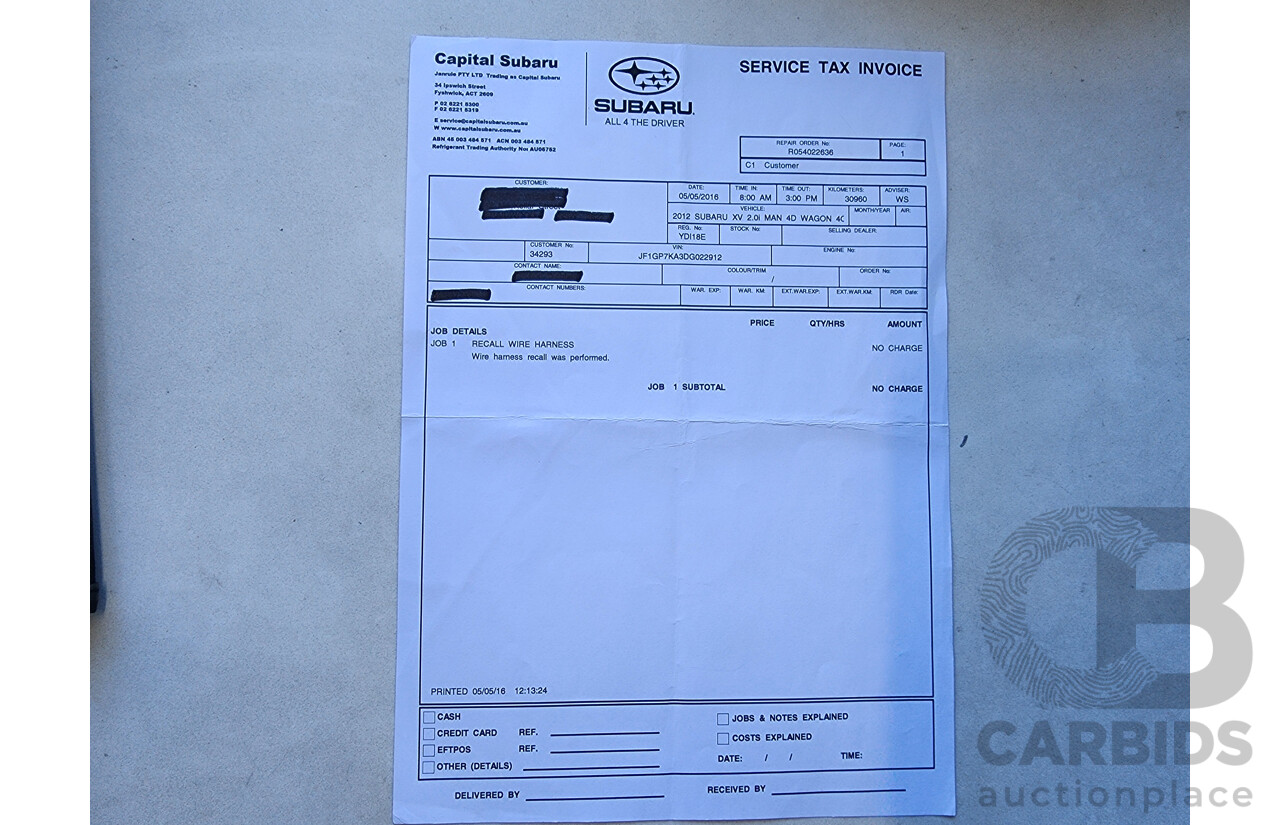 Capital Subaru
Janrule PTY LTD Trading as Capital Subaru
34 Ipswich Street
Fyshwick, ACT 2609
P 02 6221 5300
F 02 6221 5319
E service@capitalsubaru.com.au
W www.capitalsubaru.com.au
ABN 45 003 484 571 ACN 003 484 571
Refrigerant Trading Authority No: AU05752
SUBARU.
ALL 4 THE DRIVER
SERVICE TAX INVOICE
REPAIR ORDER No: PAGE:
R054022636 1
C1 Customer
CUSTOMER:
DATE: TIME IN: TIME OUT: KILOMETERS: ADVISER:
05/05/2016 8:00 AM 3:00 PM 30960 WS
VEHICLE: MONTH/YEAR AIR:
2012 SUBARU XV 2.0i MAN 4D WAGON 4C
REG. No: STOCK No: SELLING DEALER:
YDI18E
CUSTOMER No: VIN: ENGINE No:
34293 JF1GP7KA3DG022912
CONTACT NAME: COLOUR/TRIM ORDER No:
/
CONTACT NUMBERS: WAR. EXP: WAR. KM: EXT.WAR.EXP: EXT.WAR.KM: RDR Date:
PRICE QTY/HRS AMOUNT
JOB DETAILS
JOB 1 RECALL WIRE HARNESS NO CHARGE
Wire harness recall was performed.
JOB 1 SUBTOTAL NO CHARGE
PRINTED 05/05/16 12:13:24
CASH JOBS & NOTES EXPLAINED
CREDIT CARD REF. COSTS EXPLAINED
EFTPOS REF. DATE: / / TIME:
OTHER (DETAILS)
DELIVERED BY RECEIVED BY
CB
CARBIDS
auctionplace